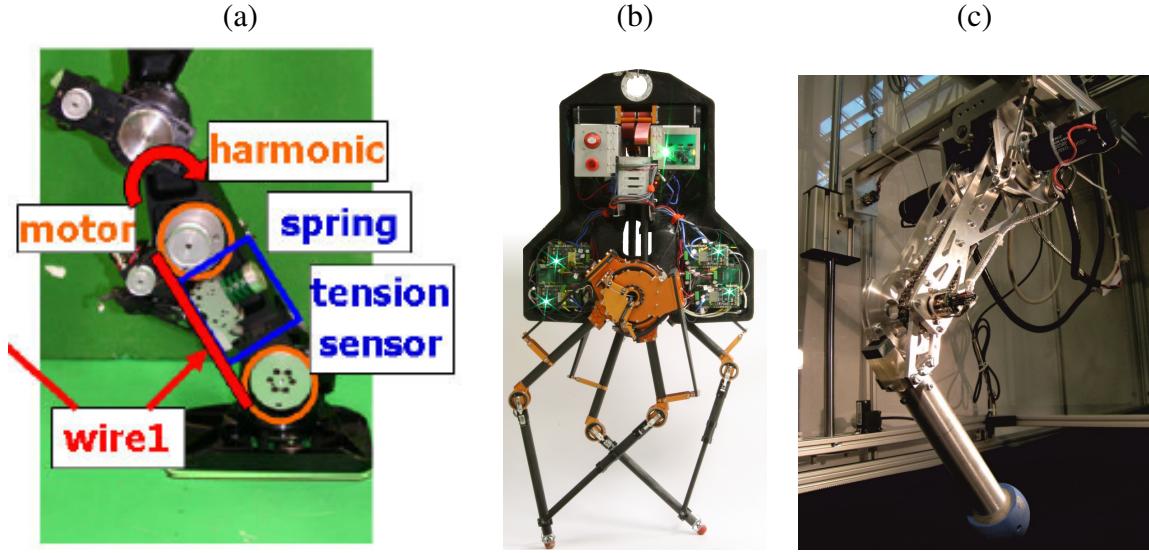 (a)
(b)
(c)
harmonic
motor
spring
tension
sensor
wire1